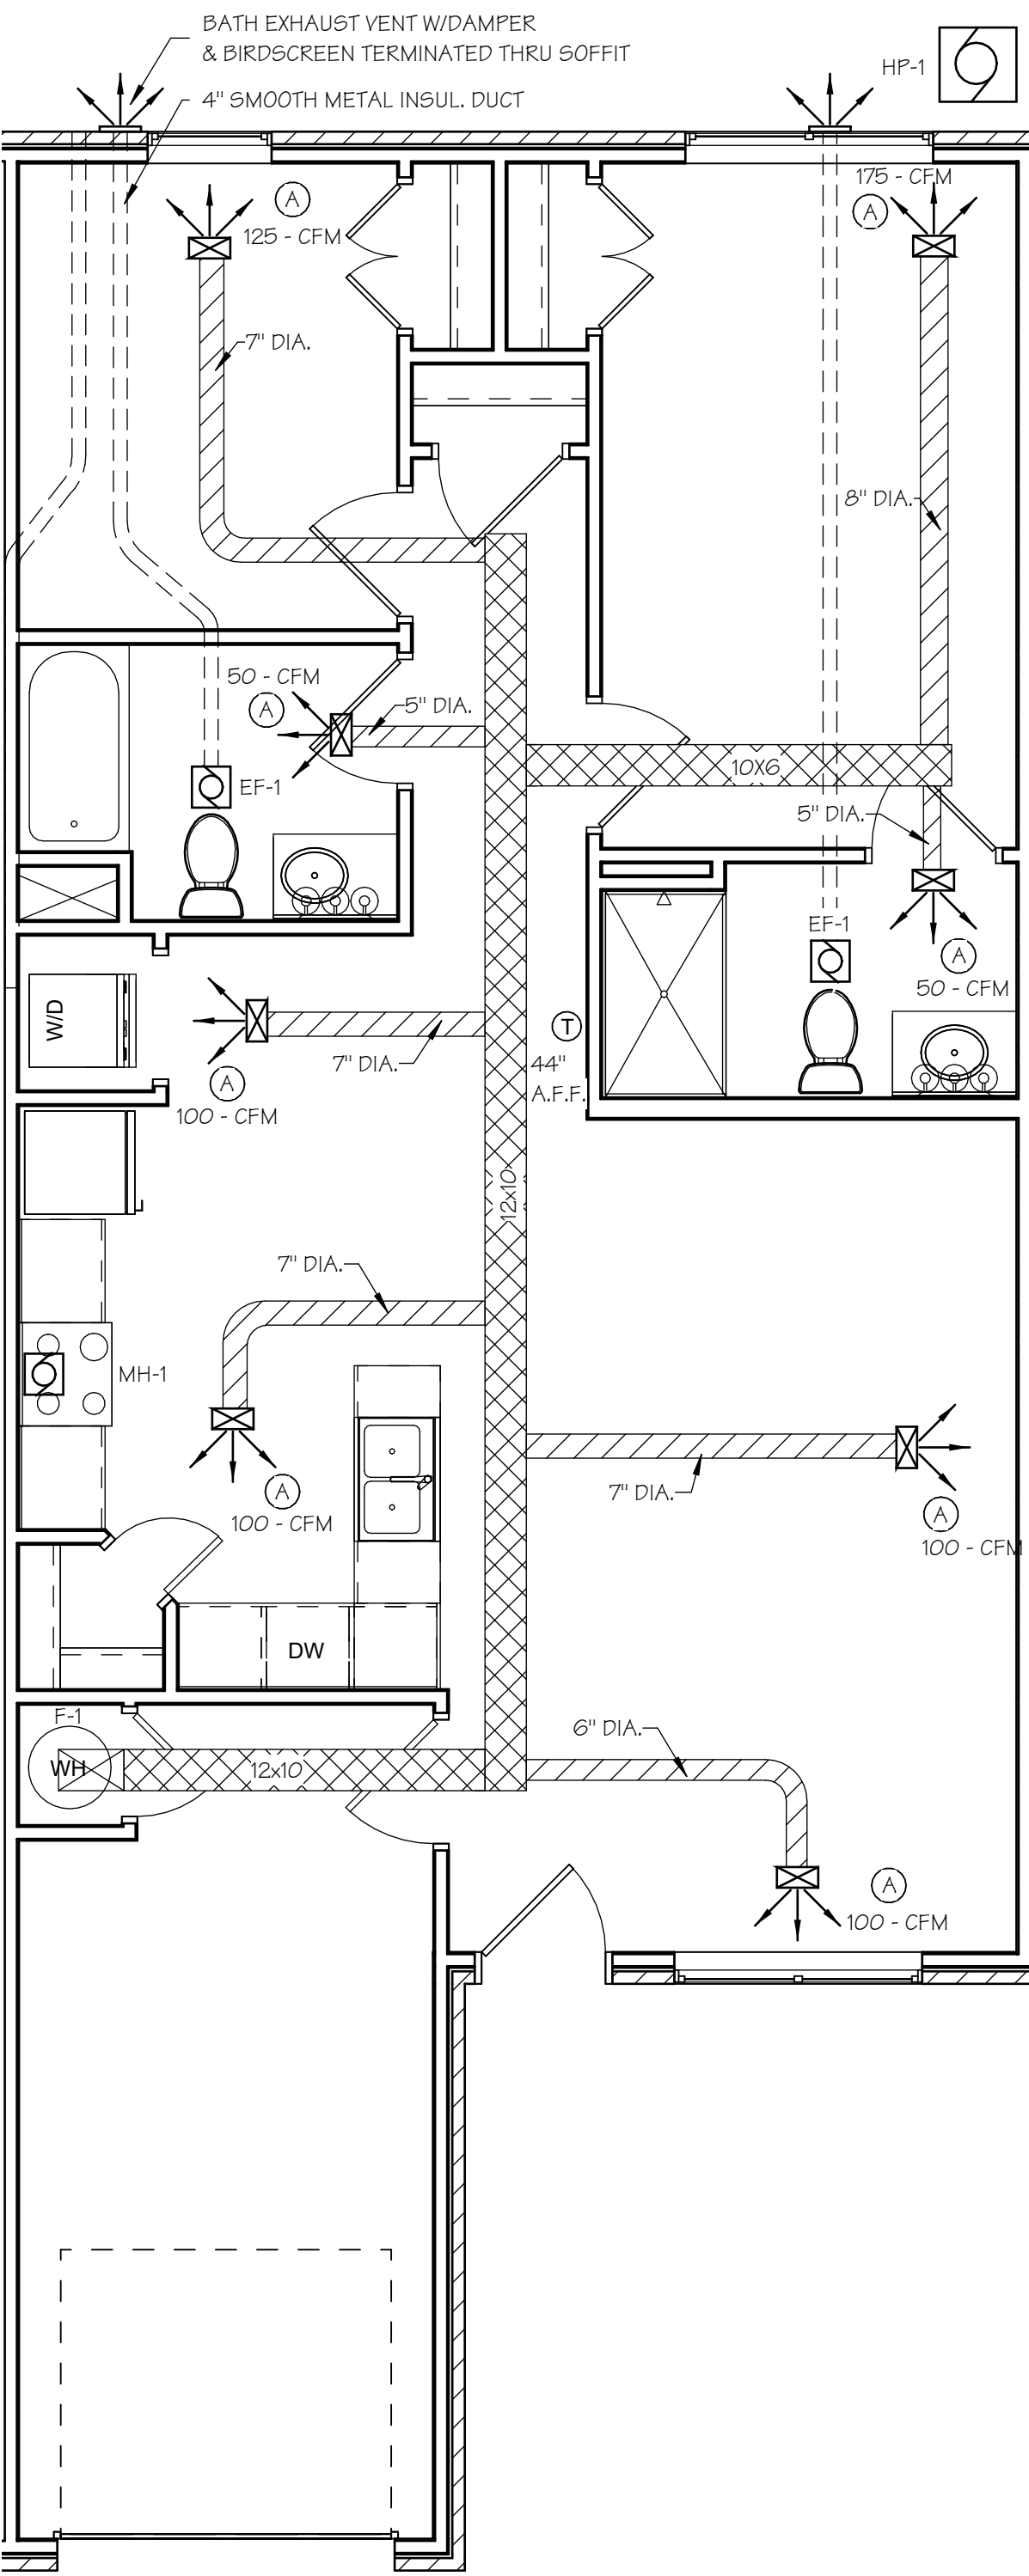 BATH EXHAUST VENT W/DAMPER
& BIRDSCREEN TERMINATED THRU SOFFIT
HP-1
4" SMOOTH METAL INSUL. DUCT
175 - CFM
A
A
125 - CFM
7" DIA.
8" DIA.
50 - CFM
A
5" DIA.
10X6
EF-1
5" DIA.
EF-1
A
50 - CFM
W/D
T
44"
A.F.F.
7" DIA.
A
100 - CFM
12x10
7" DIA.
MH-1
A
100 - CFM
7" DIA.
A
100 - CFM
DW
F-1
WH
12x10
6" DIA.
A
100 - CFM